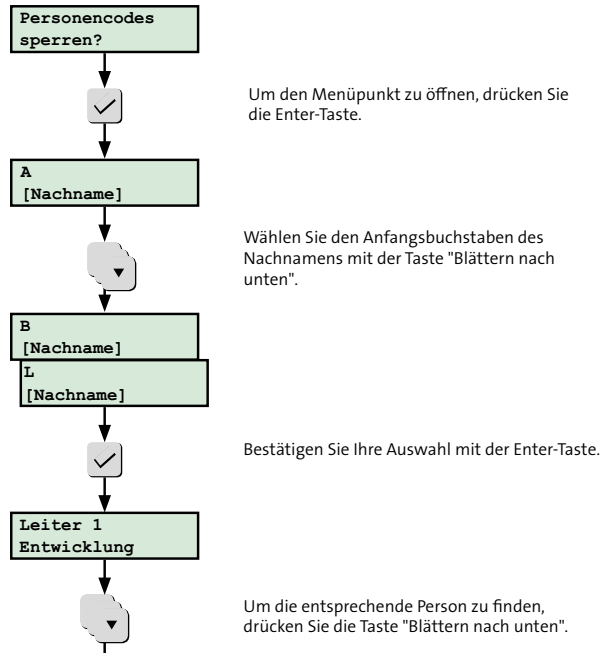 Personencodes
sperren?
Um den Menüpunkt zu öffnen, drücken Sie
die Enter-Taste.
A
[Nachname]
Wählen Sie den Anfangsbuchstaben des
Nachnamens mit der Taste "Blättern nach
unten".
B
[Nachname]
L
[Nachname]
Bestätigen Sie Ihre Auswahl mit der Enter-Taste.
Leiter 1
Entwicklung
Um die entsprechende Person zu finden,
drücken Sie die Taste "Blättern nach unten".